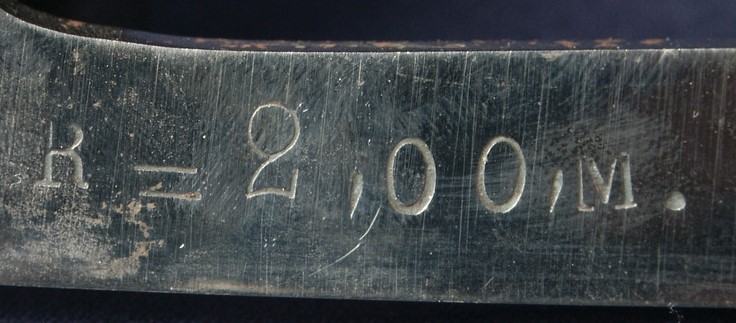 R = 2,00,M.